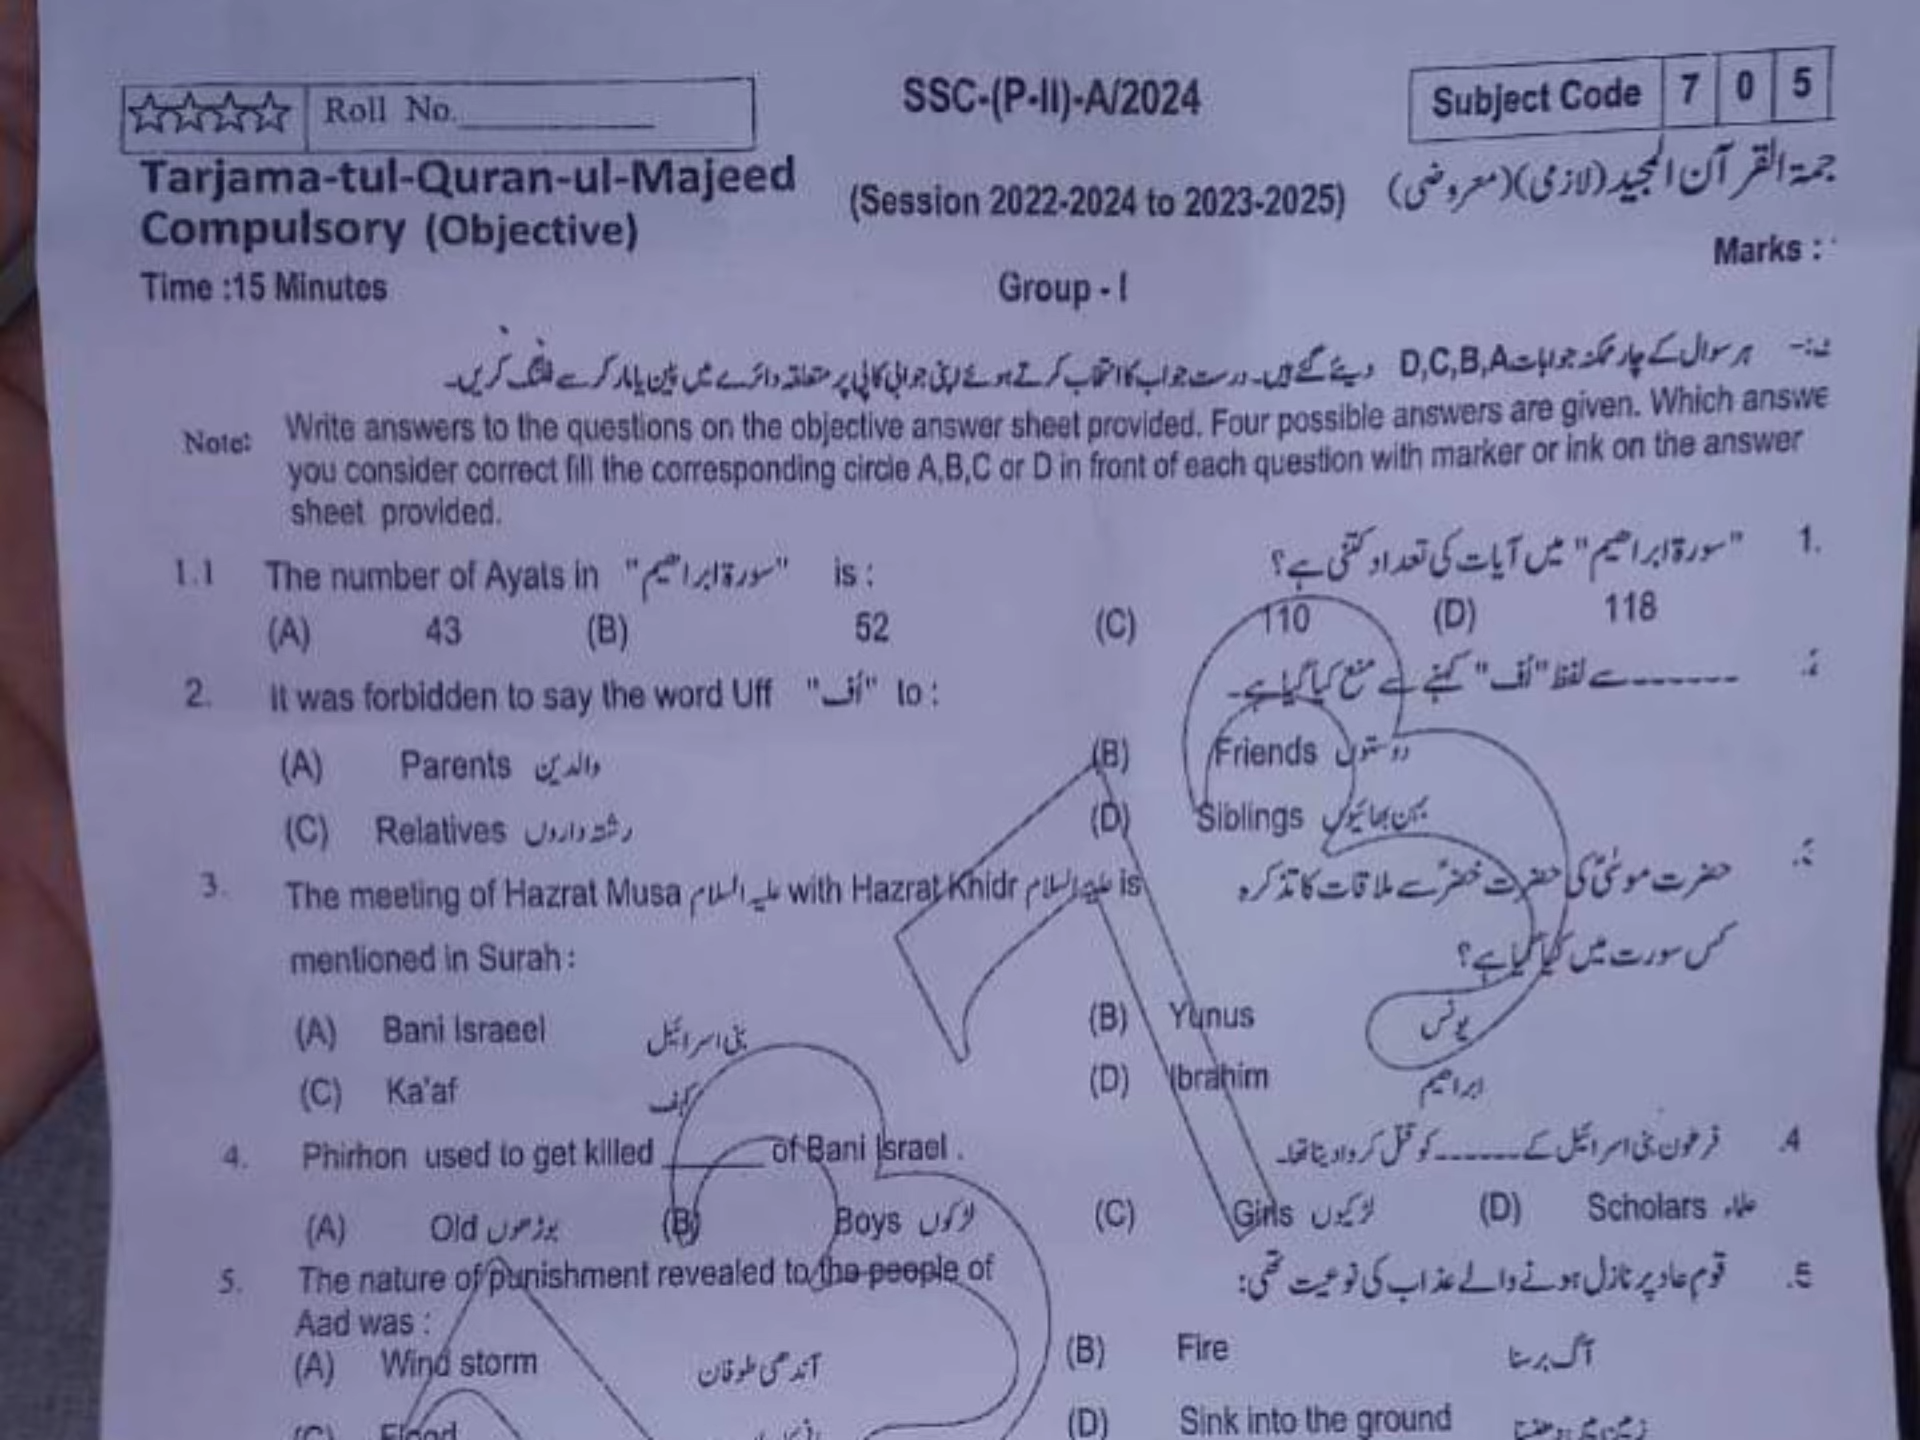 ☆☆☆☆ Roll No.__________ SSC-(P-II)-A/2024 Subject Code 7 0 5
Tarjama-tul-Quran-ul-Majeed
Compulsory (Objective) (Session 2022-2024 to 2023-2025) جمۃ القرآن المجید (لازمی) (معروضی)
Marks :
Time :15 Minutes Group - I
ہر سوال کے چار ممکنہ جوابات D,C,B,A دیئے گئے ہیں۔ درست جواب کا انتخاب کرتے ہوئے اپنی جوابی کاپی پر متعلقہ دائرے میں پین یا مارکر سے فلنگ کریں۔
Note: Write answers to the questions on the objective answer sheet provided. Four possible answers are given. Which answe
you consider correct fill the corresponding circle A,B,C or D in front of each question with marker or ink on the answer
sheet provided.
1.1 The number of Ayats in "سورۃ ابراھیم" is : "سورۃ ابراھیم" میں آیات کی تعداد کتنی ہے؟ 1.
(A) 43 (B) 52 (C) 110 (D) 118
2. It was forbidden to say the word Uff "اُف" to : -------سے لفظ "اُف" کہنے سے منع کیا گیا ہے۔
(A) Parents والدین (B) Friends دوستوں
(C) Relatives رشتہ داروں (D) Siblings بہن بھائیوں
3. The meeting of Hazrat Musa علیہ السلام with Hazrat Khidr علیہ السلام is حضرت موسیٰؑ کی حضرت خضرؑ سے ملاقات کا تذکرہ
mentioned in Surah : کس سورت میں کیا گیا ہے؟
(A) Bani Israeel بنی اسرائیل (B) Yunus یونس
(C) Ka'af کہف (D) Ibrahim ابراھیم
4. Phirhon used to get killed _______ of Bani Israel . فرعون بنی اسرائیل کے ------ کو قتل کروا دیتا تھا۔ .4
(A) Old بوڑھوں (B) Boys لڑکوں (C) Girls لڑکیوں (D) Scholars علماء
5. The nature of punishment revealed to the people of قوم عاد پر نازل ہونے والے عذاب کی نوعیت تھی: .5
Aad was :
(A) Wind storm آندھی طوفان (B) Fire آگ برسنا
(C) Flood (D) Sink into the ground